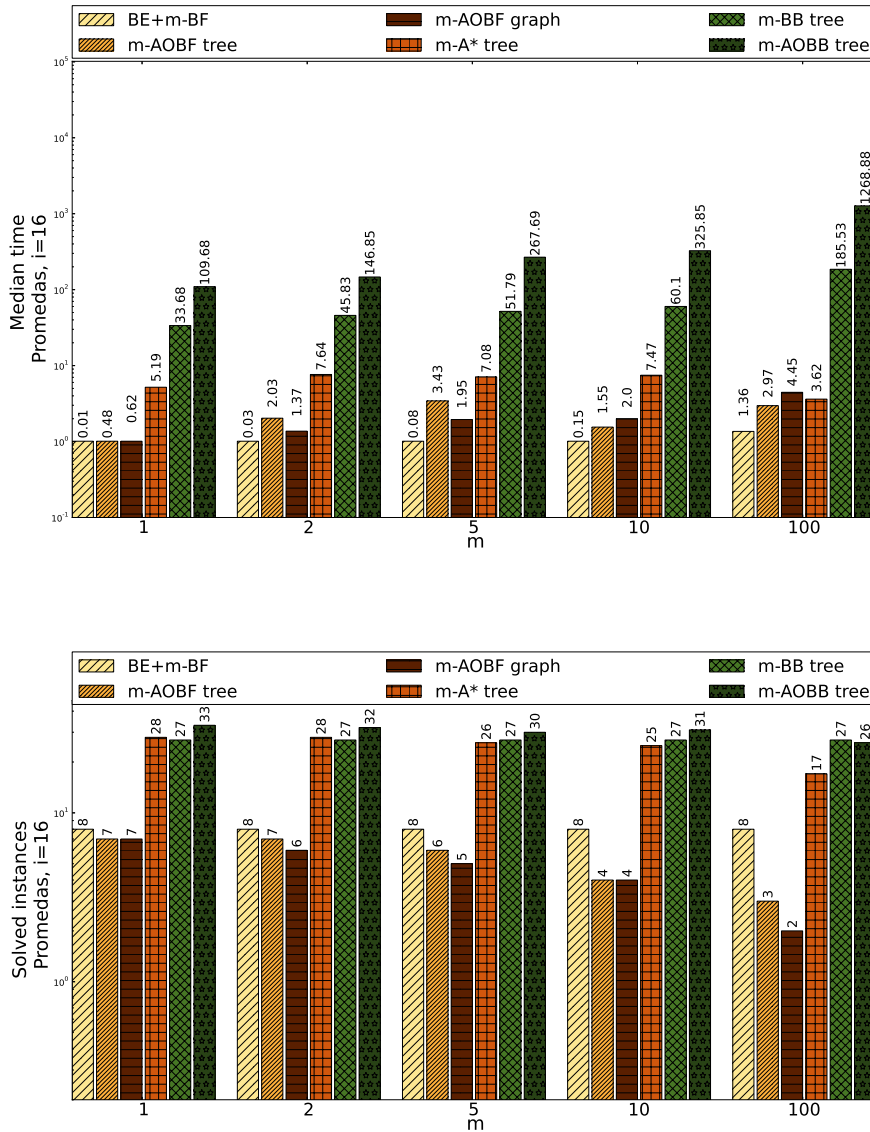 BE+m-BF m-AOBF graph m-BB tree
m-AOBF tree m-A* tree m-AOBB tree
10^5
10^4
10^3
10^2
10^1
10^0
10^-1
Median time
Promedas, i=16
0.01 0.48 0.62 5.19 33.68 109.68
0.03 2.03 1.37 7.64 45.83 146.85
0.08 3.43 1.95 7.08 51.79 267.69
0.15 1.55 2.0 7.47 60.1 325.85
1.36 2.97 4.45 3.62 185.53 1268.88
1 2 5 10 100
m
BE+m-BF m-AOBF graph m-BB tree
m-AOBF tree m-A* tree m-AOBB tree
10^1
10^0
Solved instances
Promedas, i=16
8 7 7 28 27 33
8 7 6 28 27 32
8 6 5 26 27 30
8 4 4 25 27 31
8 3 2 17 27 26
1 2 5 10 100
m